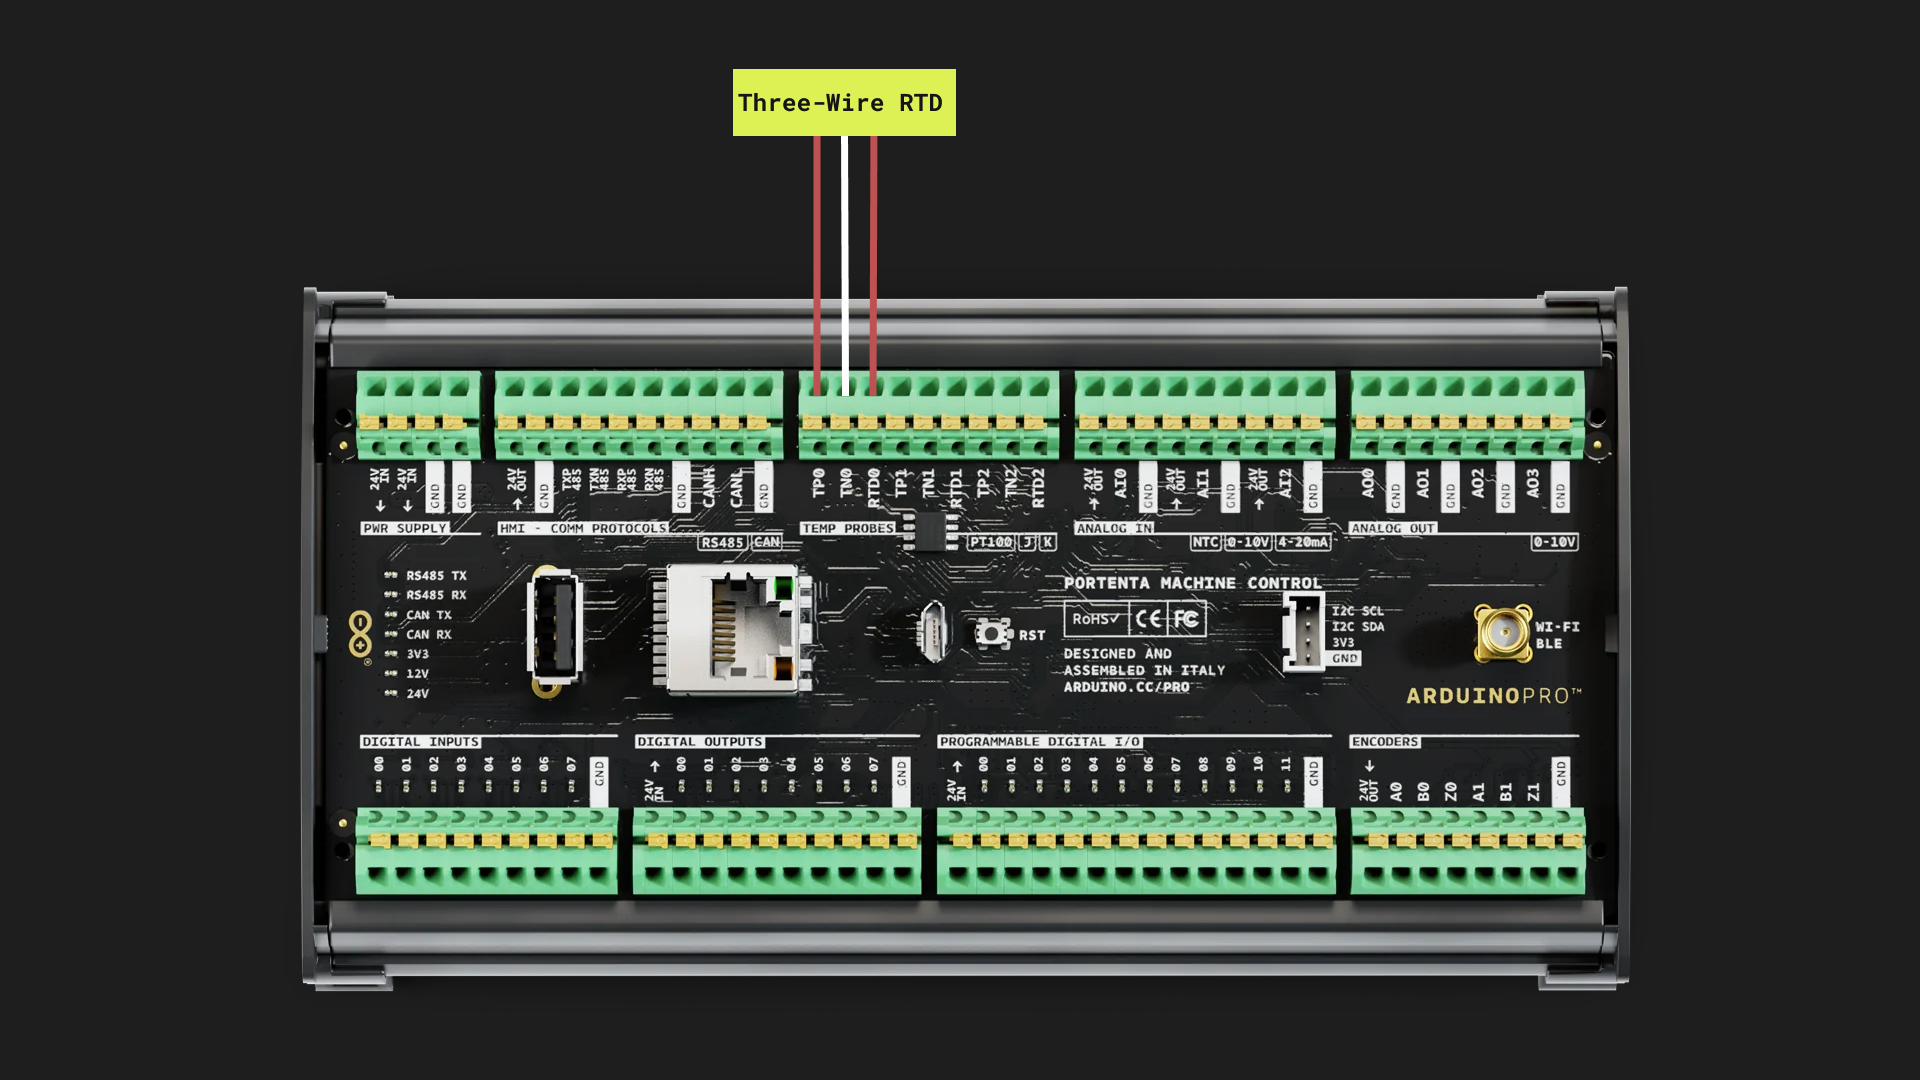 Three-Wire RTD
24V IN
24V IN
GND
GND
24V OUT
GND
TXP 485
TXN 485
RXP 485
RXN 485
GND
CANH
CANL
GND
TP0
TN0
RTD0
TP1
TN1
RTD1
TP2
TN2
RTD2
24V OUT
AI0
GND
24V OUT
AI1
GND
24V OUT
AI2
GND
AO0
GND
AO1
GND
AO2
GND
AO3
GND
PWR SUPPLY
HMI - COMM PROTOCOLS
TEMP PROBES
ANALOG IN
ANALOG OUT
RS485 CAN
PT100 J K
NTC 0-10V 4-20mA
0-10V
RS485 TX
RS485 RX
CAN TX
CAN RX
3V3
12V
24V
RST
PORTENTA MACHINE CONTROL
RoHS✓ CE FC
DESIGNED AND
ASSEMBLED IN ITALY
ARDUINO.CC/PRO
I2C SCL
I2C SDA
3V3
GND
WI-FI
BLE
ARDUINOPRO™
DIGITAL INPUTS
DIGITAL OUTPUTS
PROGRAMMABLE DIGITAL I/O
ENCODERS
00
01
02
03
04
05
06
07
GND
24V IN
00
01
02
03
04
05
06
07
GND
24V IN
00
01
02
03
04
05
06
07
08
09
10
11
GND
24V OUT
A0
B0
Z0
A1
B1
Z1
GND